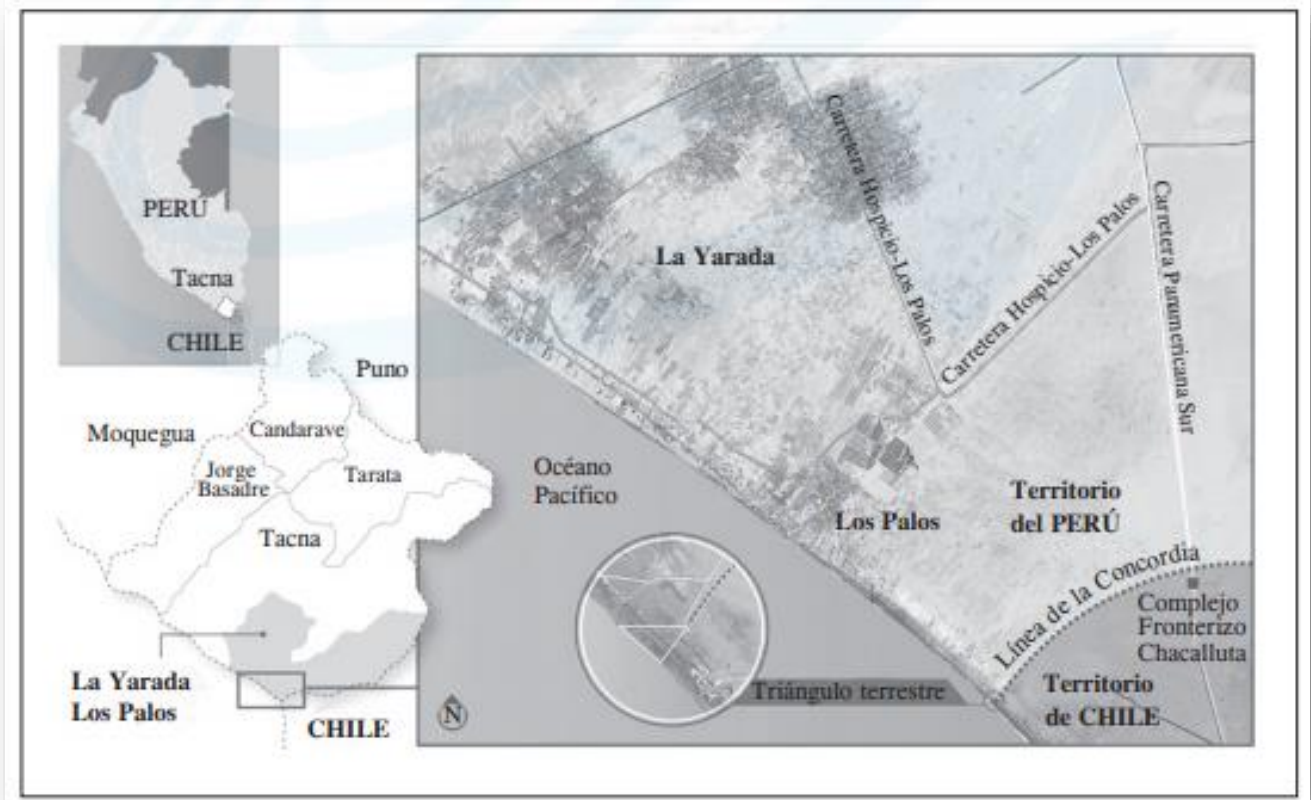 PERÚ
Tacna
CHILE
Puno
Moquegua
Candarave
Jorge
Basadre
Tarata
Tacna
La Yarada
Los Palos
CHILE
La Yarada
Carretera Hospicio-Los Palos
Carretera Hospicio-Los Palos
Carretera Panamericana Sur
Océano
Pacífico
Los Palos
Territorio
del PERÚ
Línea de la Concordia
Complejo
Fronterizo
Chacalluta
Triángulo terrestre
Territorio
de CHILE
N